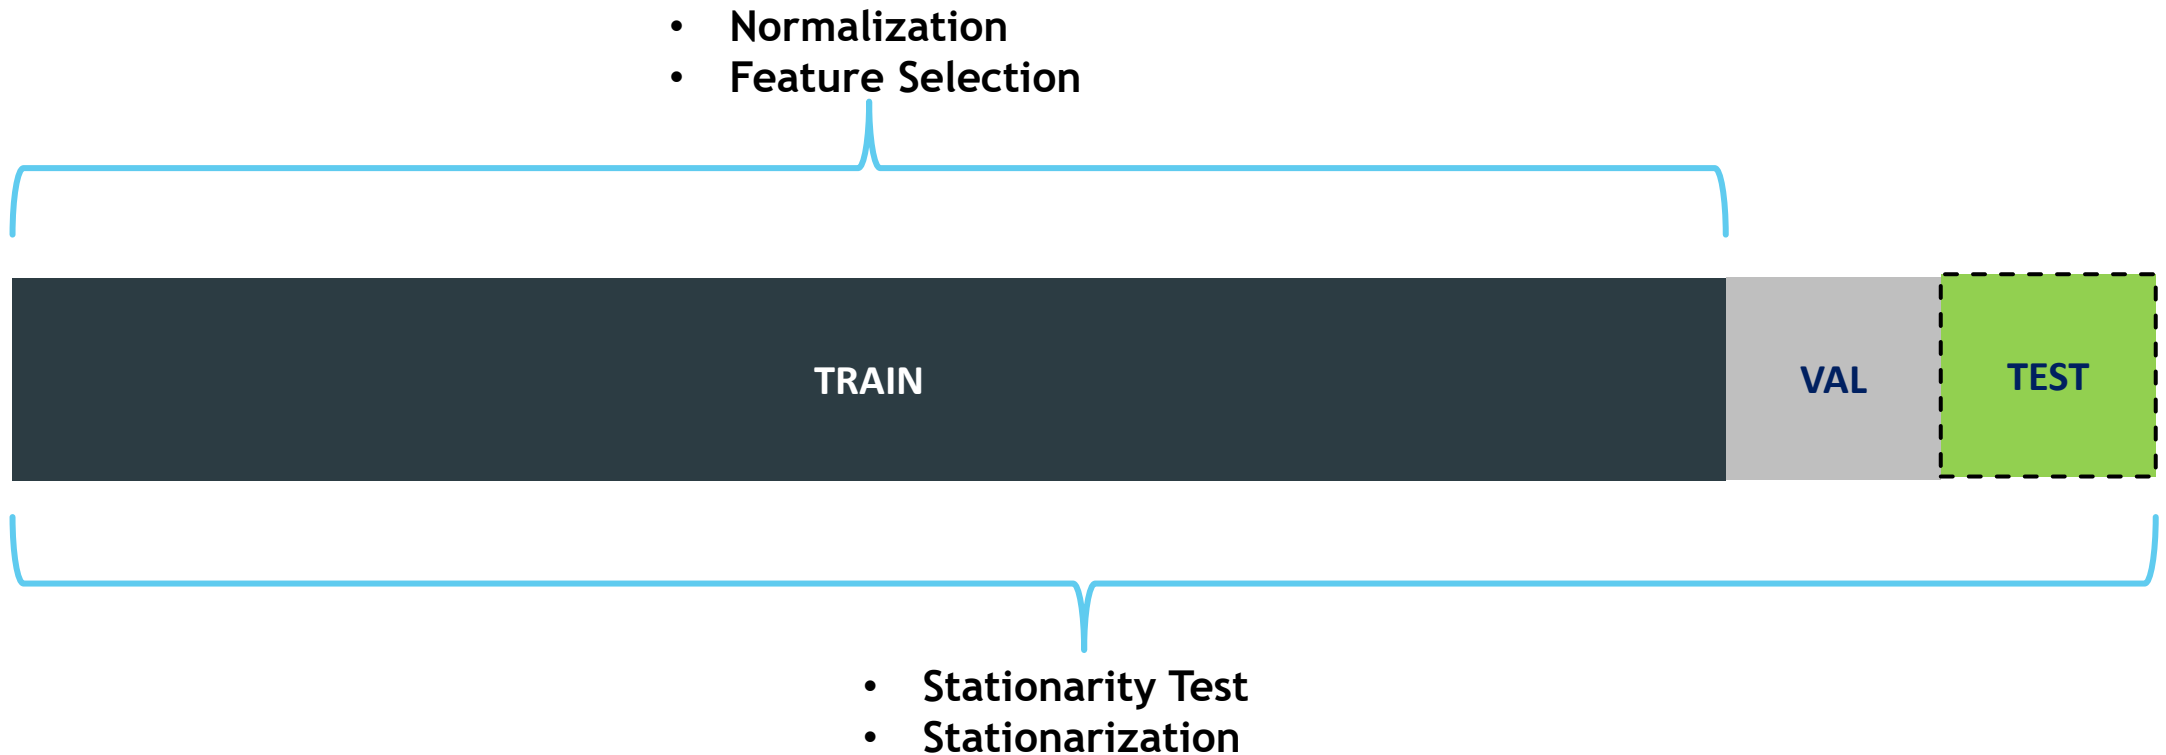 • Normalization
• Feature Selection
TRAIN
VAL
TEST
• Stationarity Test
• Stationarization